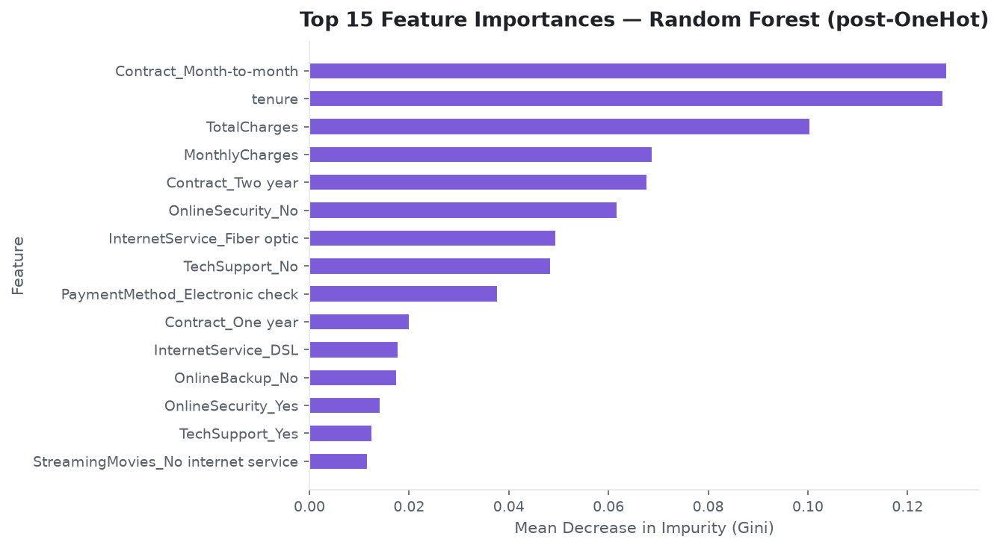 Top 15 Feature Importances — Random Forest (post-OneHot)
Feature
Contract_Month-to-month
tenure
TotalCharges
MonthlyCharges
Contract_Two year
OnlineSecurity_No
InternetService_Fiber optic
TechSupport_No
PaymentMethod_Electronic check
Contract_One year
InternetService_DSL
OnlineBackup_No
OnlineSecurity_Yes
TechSupport_Yes
StreamingMovies_No internet service
0.00 0.02 0.04 0.06 0.08 0.10 0.12
Mean Decrease in Impurity (Gini)